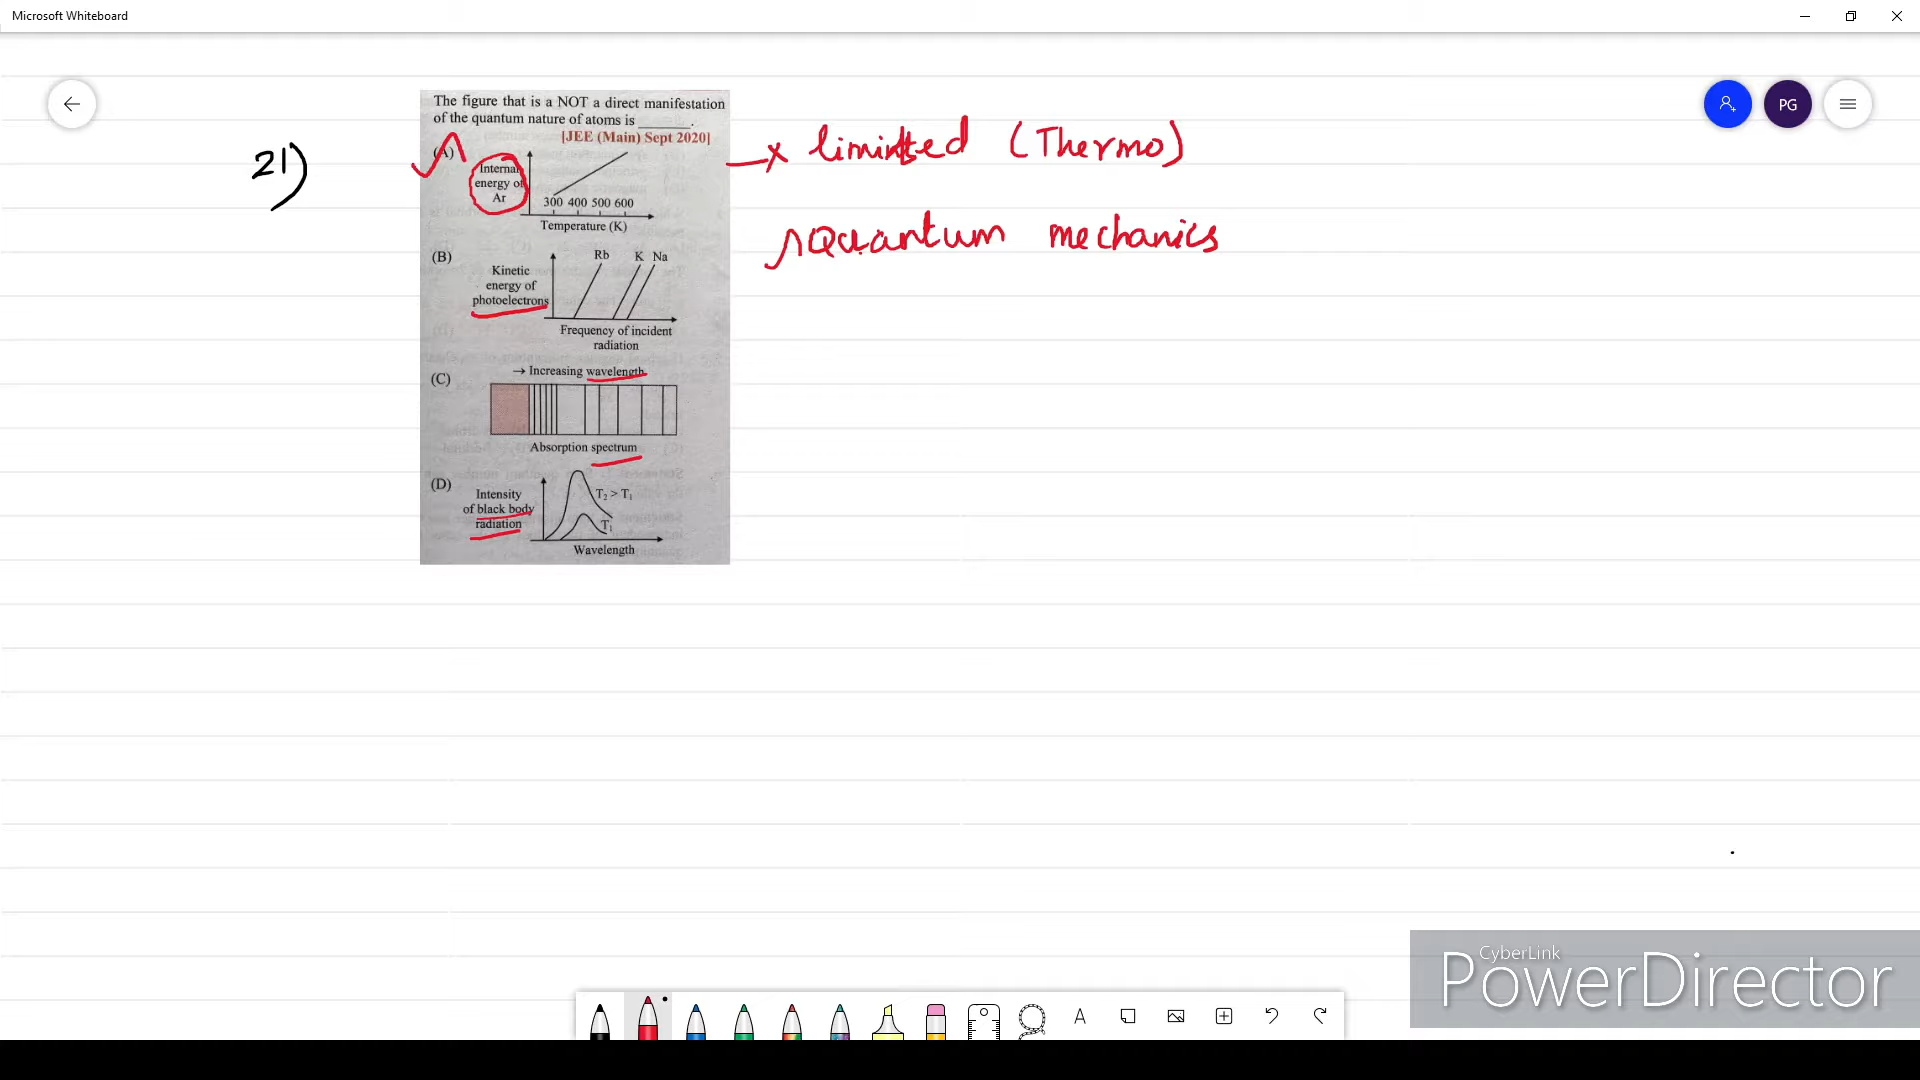 Microsoft Whiteboard
PG
21)
The figure that is a NOT a direct manifestation
of the quantum nature of atoms is ________.
[JEE (Main) Sept 2020]
(A)
Internal
energy of
Ar
300 400 500 600
Temperature (K)
(B)
Kinetic
energy of
photoelectrons
Rb K Na
Frequency of incident
radiation
(C)
→ Increasing wavelength
Absorption spectrum
(D)
Intensity
of black body
radiation
T₂ > T₁
T₁
Wavelength
(Thermo)
Quantum mechanics
CyberLink
PowerDirector
A